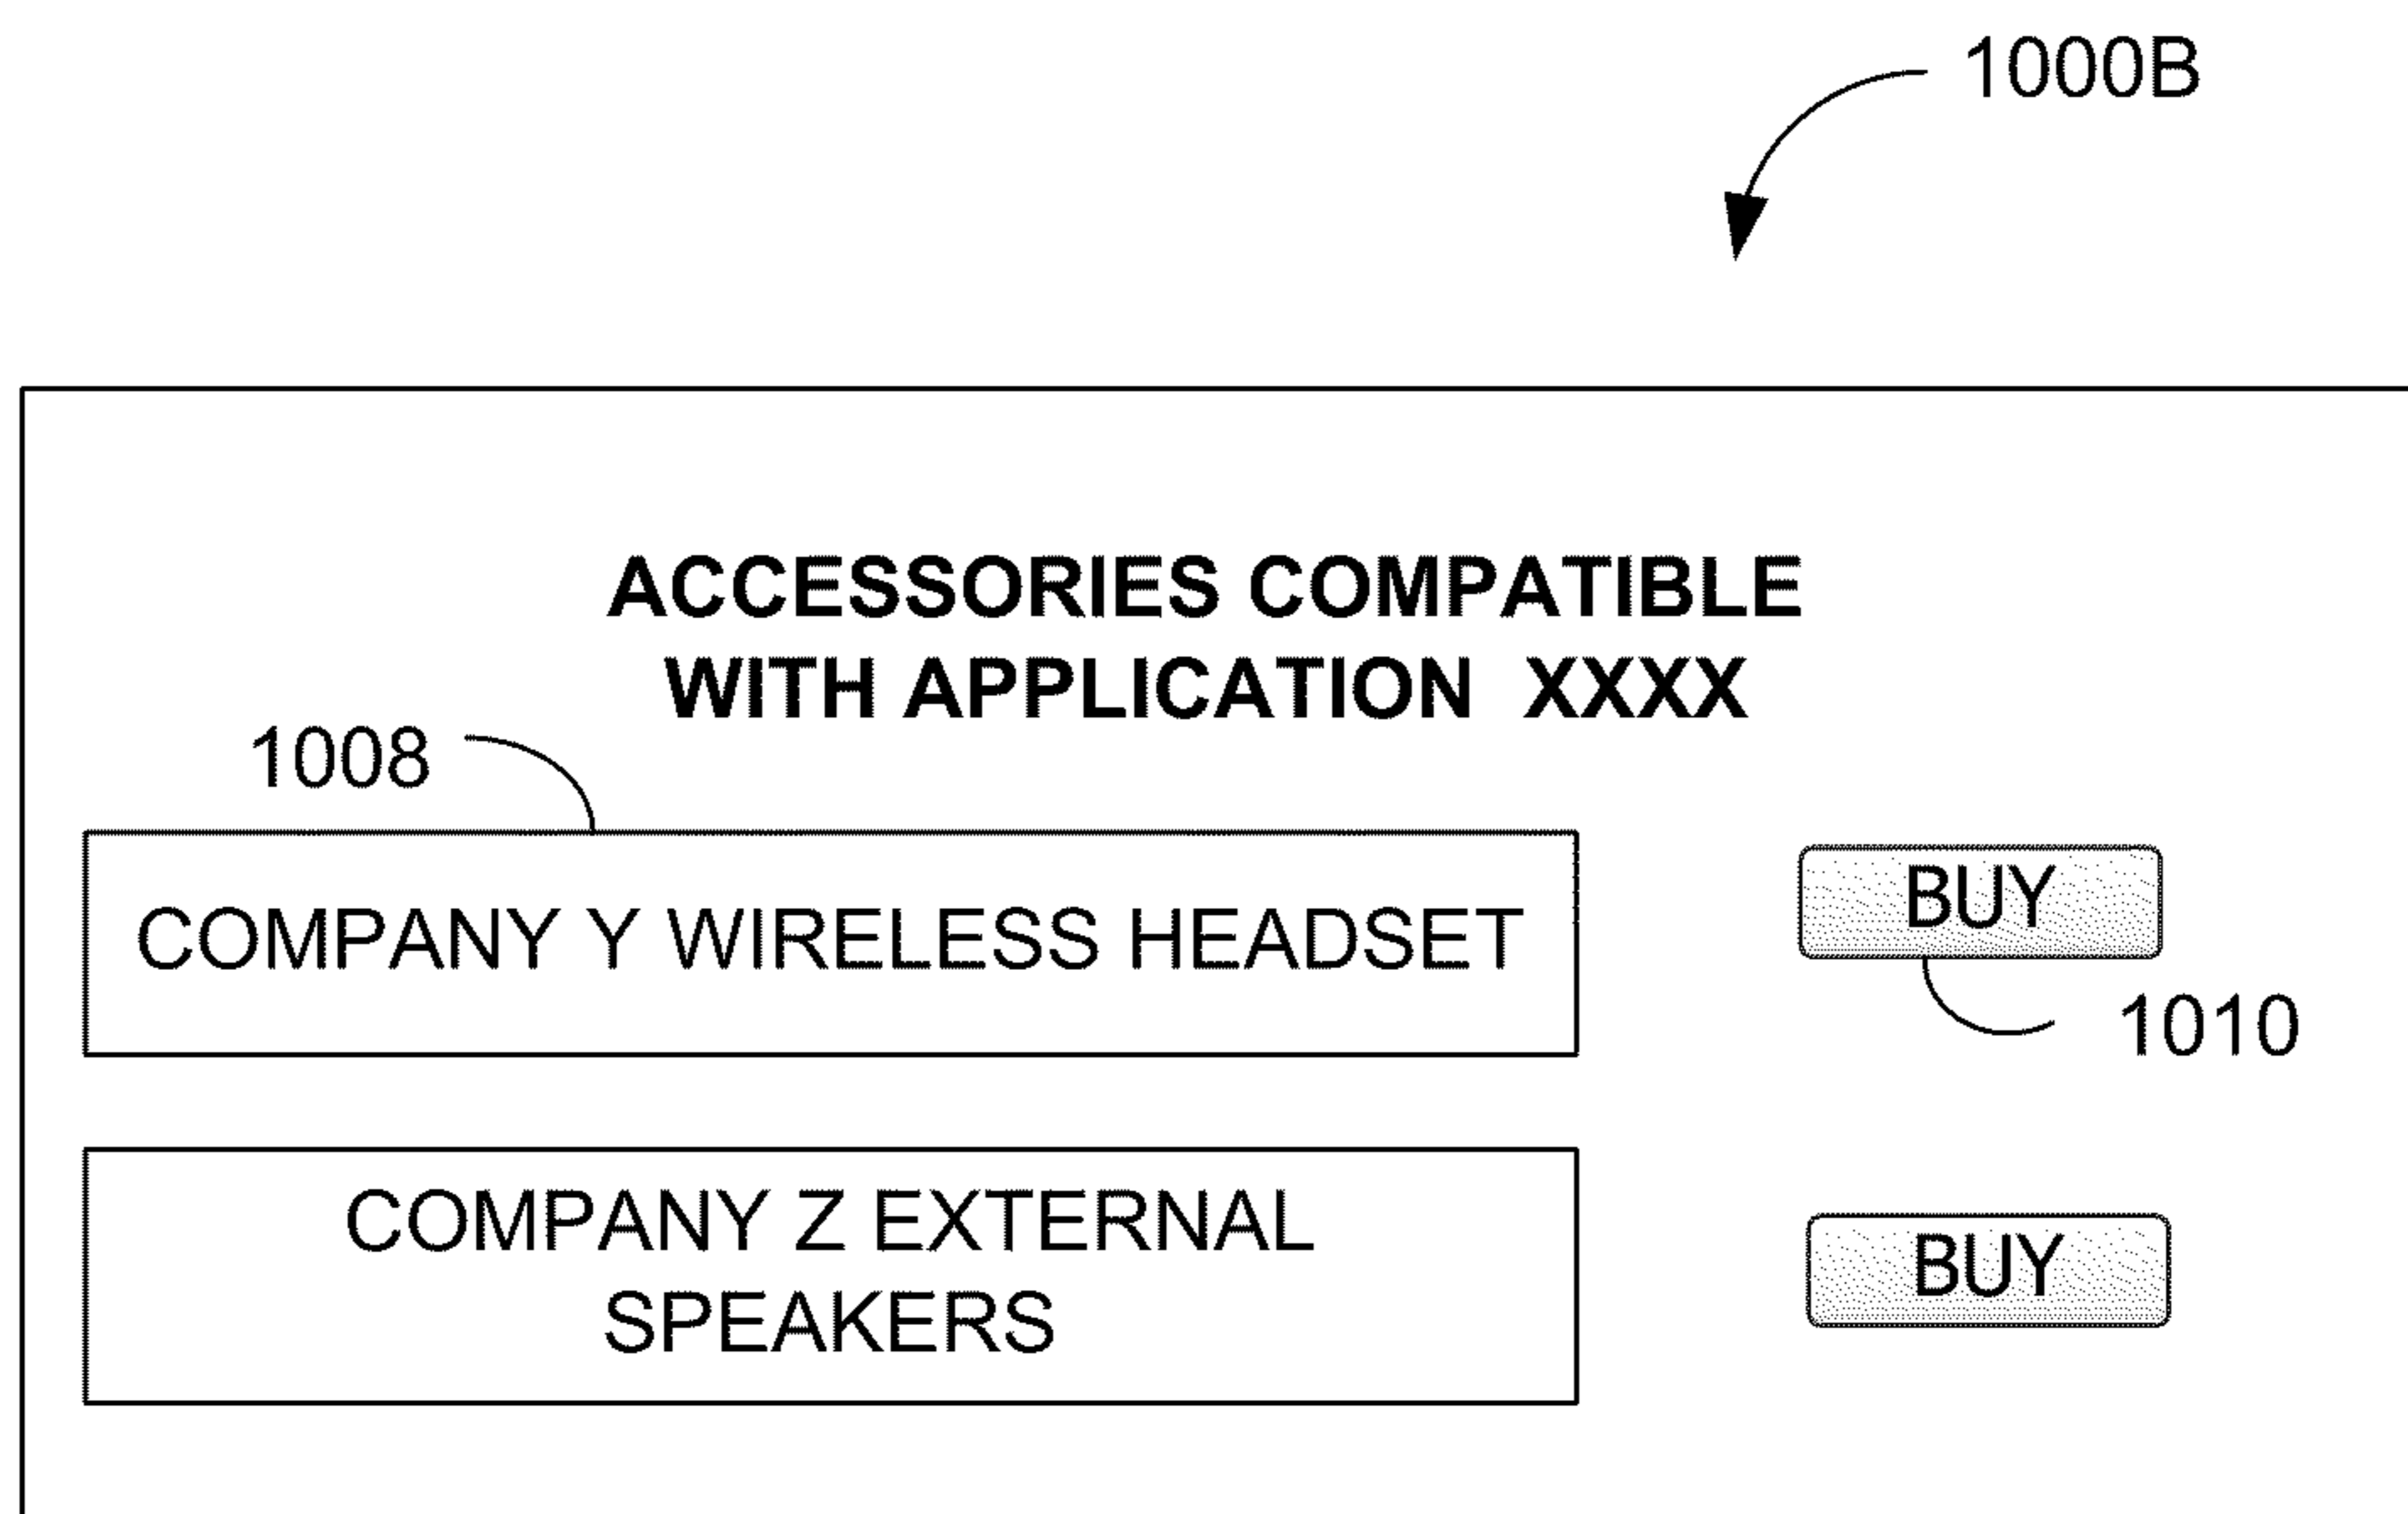 1000B
ACCESSORIES COMPATIBLE
WITH APPLICATION XXXX
1008
COMPANY Y WIRELESS HEADSET
BUY
1010
COMPANY Z EXTERNAL
SPEAKERS
BUY